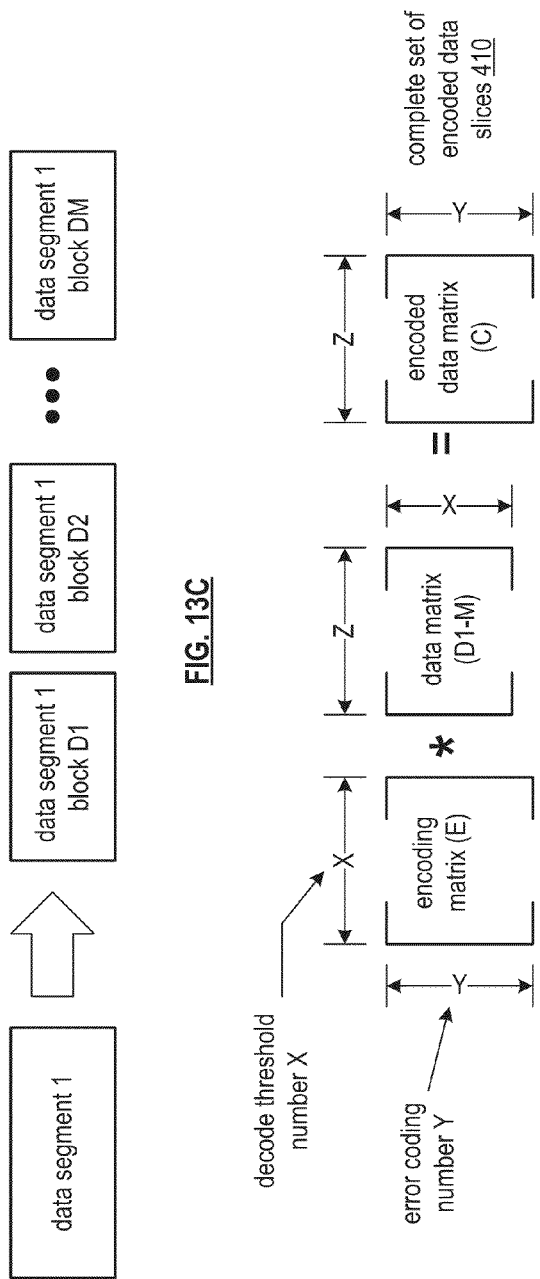 data segment 1
data segment 1
block D1
data segment 1
block D2
data segment 1
block DM
FIG. 13C
decode threshold
number X
error coding
number Y
X
Y
encoding
matrix (E)
*
Z
X
data matrix
(D1-M)
=
Z
Y
encoded
data matrix
(C)
complete set of
encoded data
slices 410